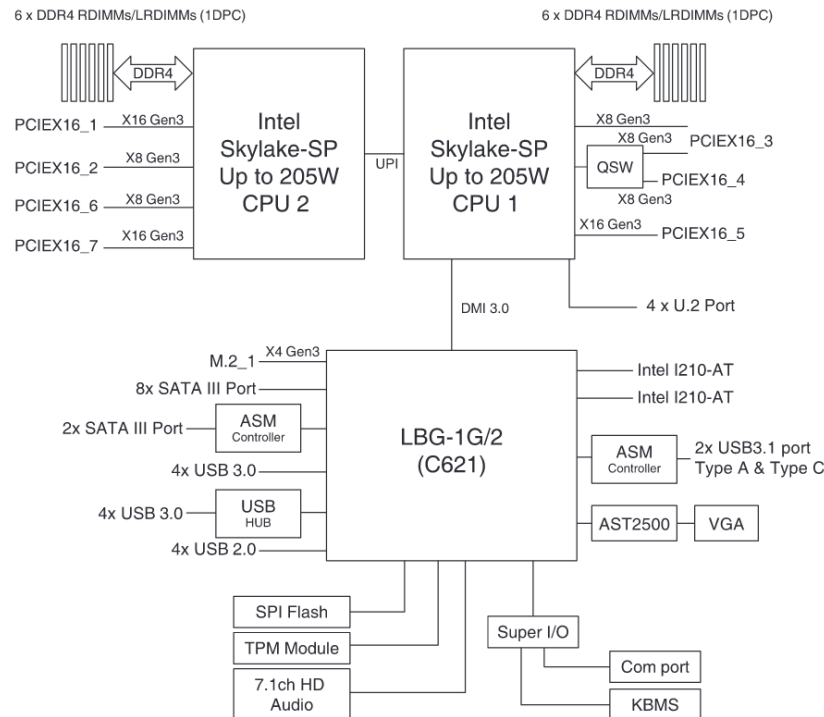 6 x DDR4 RDIMMs/LRDIMMs (1DPC)
6 x DDR4 RDIMMs/LRDIMMs (1DPC)
DDR4
DDR4
PCIEX16_1
X16 Gen3
PCIEX16_2
X8 Gen3
PCIEX16_6
X8 Gen3
PCIEX16_7
X16 Gen3
Intel
Skylake-SP
Up to 205W
CPU 2
UPI
Intel
Skylake-SP
Up to 205W
CPU 1
X8 Gen3
X8 Gen3
PCIEX16_3
QSW
PCIEX16_4
X8 Gen3
X16 Gen3
PCIEX16_5
DMI 3.0
4 x U.2 Port
M.2_1
X4 Gen3
8x SATA III Port
2x SATA III Port
ASM
Controller
4x USB 3.0
4x USB 3.0
USB
HUB
4x USB 2.0
LBG-1G/2
(C621)
Intel I210-AT
Intel I210-AT
ASM
Controller
2x USB3.1 port
Type A & Type C
AST2500
VGA
SPI Flash
TPM Module
7.1ch HD
Audio
Super I/O
Com port
KBMS